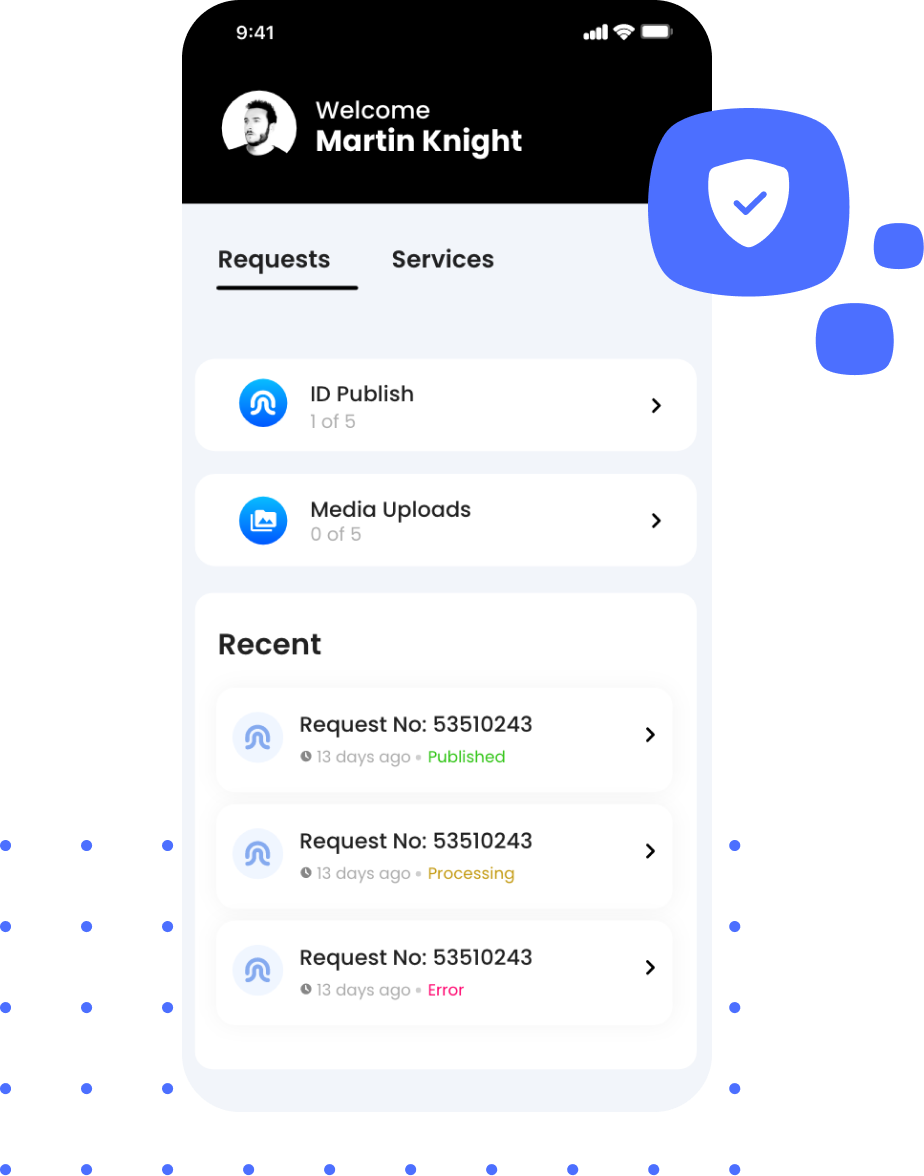 9:41
Welcome
Martin Knight
Requests
Services
ID Publish
1 of 5
Media Uploads
0 of 5
Recent
Request No: 53510243
13 days ago • Published
Request No: 53510243
13 days ago • Processing
Request No: 53510243
13 days ago • Error